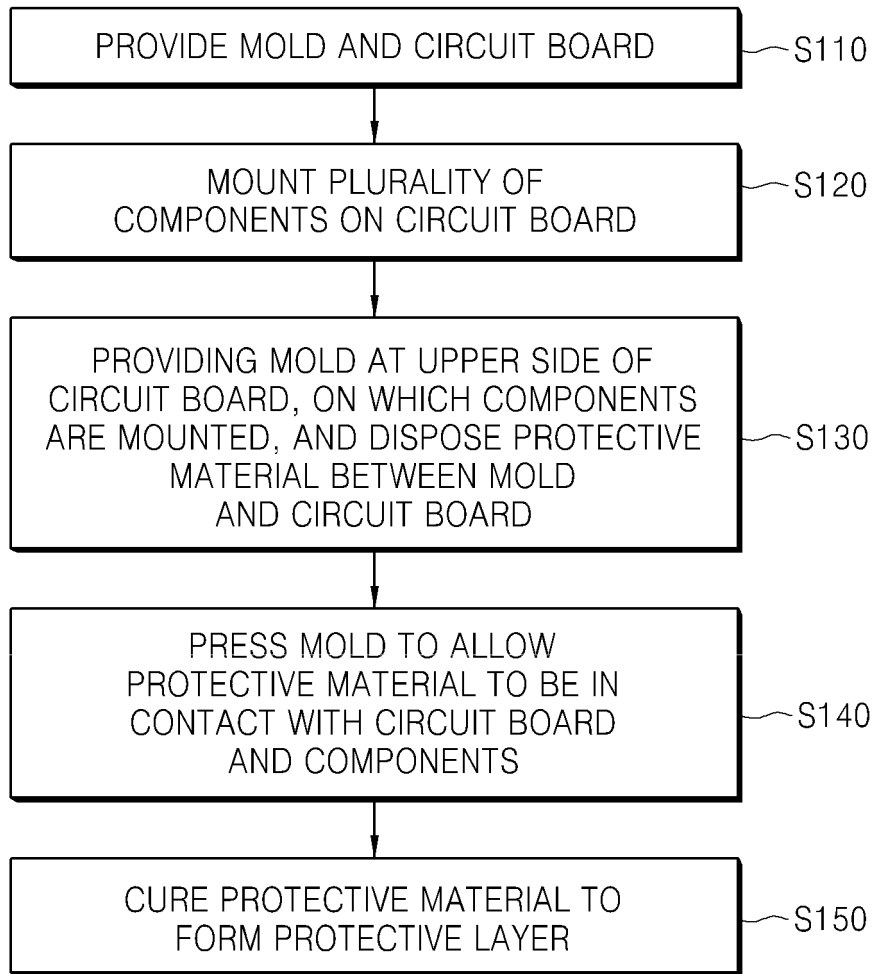 PROVIDE MOLD AND CIRCUIT BOARD
S110
MOUNT PLURALITY OF
COMPONENTS ON CIRCUIT BOARD
S120
PROVIDING MOLD AT UPPER SIDE OF
CIRCUIT BOARD, ON WHICH COMPONENTS
ARE MOUNTED, AND DISPOSE PROTECTIVE
MATERIAL BETWEEN MOLD
AND CIRCUIT BOARD
S130
PRESS MOLD TO ALLOW
PROTECTIVE MATERIAL TO BE IN
CONTACT WITH CIRCUIT BOARD
AND COMPONENTS
S140
CURE PROTECTIVE MATERIAL TO
FORM PROTECTIVE LAYER
S150